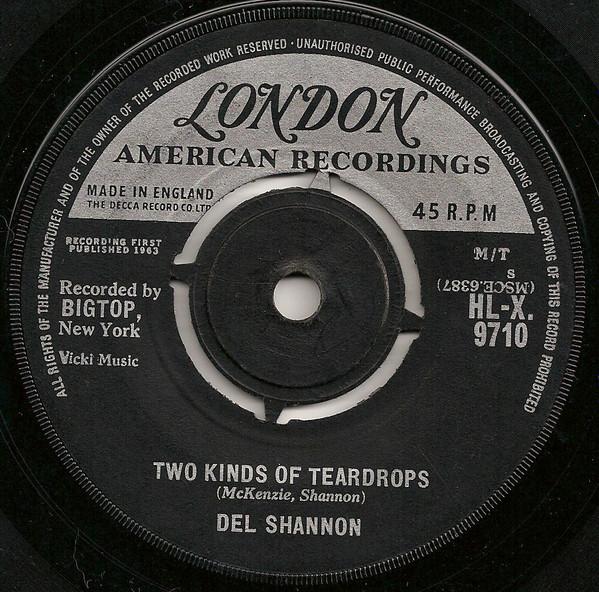 ALL RIGHTS OF THE MANUFACTURER AND OF THE OWNER OF THE RECORDED WORK RESERVED · UNAUTHORISED PUBLIC PERFORMANCE BROADCASTING AND COPYING OF THIS RECORD PROHIBITED
LONDON
AMERICAN RECORDINGS
MADE IN ENGLAND
THE DECCA RECORD CO. LTD
45 R.P.M
RECORDING FIRST
PUBLISHED 1963
M/T
S
(MSCE.6387)
Recorded by
BIGTOP,
New York
HL-X.
9710
Vicki Music
TWO KINDS OF TEARDROPS
(McKenzie, Shannon)
DEL SHANNON